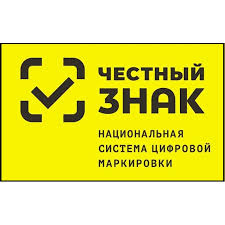 ЧЕСТНЫЙ
ЗНАК
НАЦИОНАЛЬНАЯ
СИСТЕМА ЦИФРОВОЙ
МАРКИРОВКИ